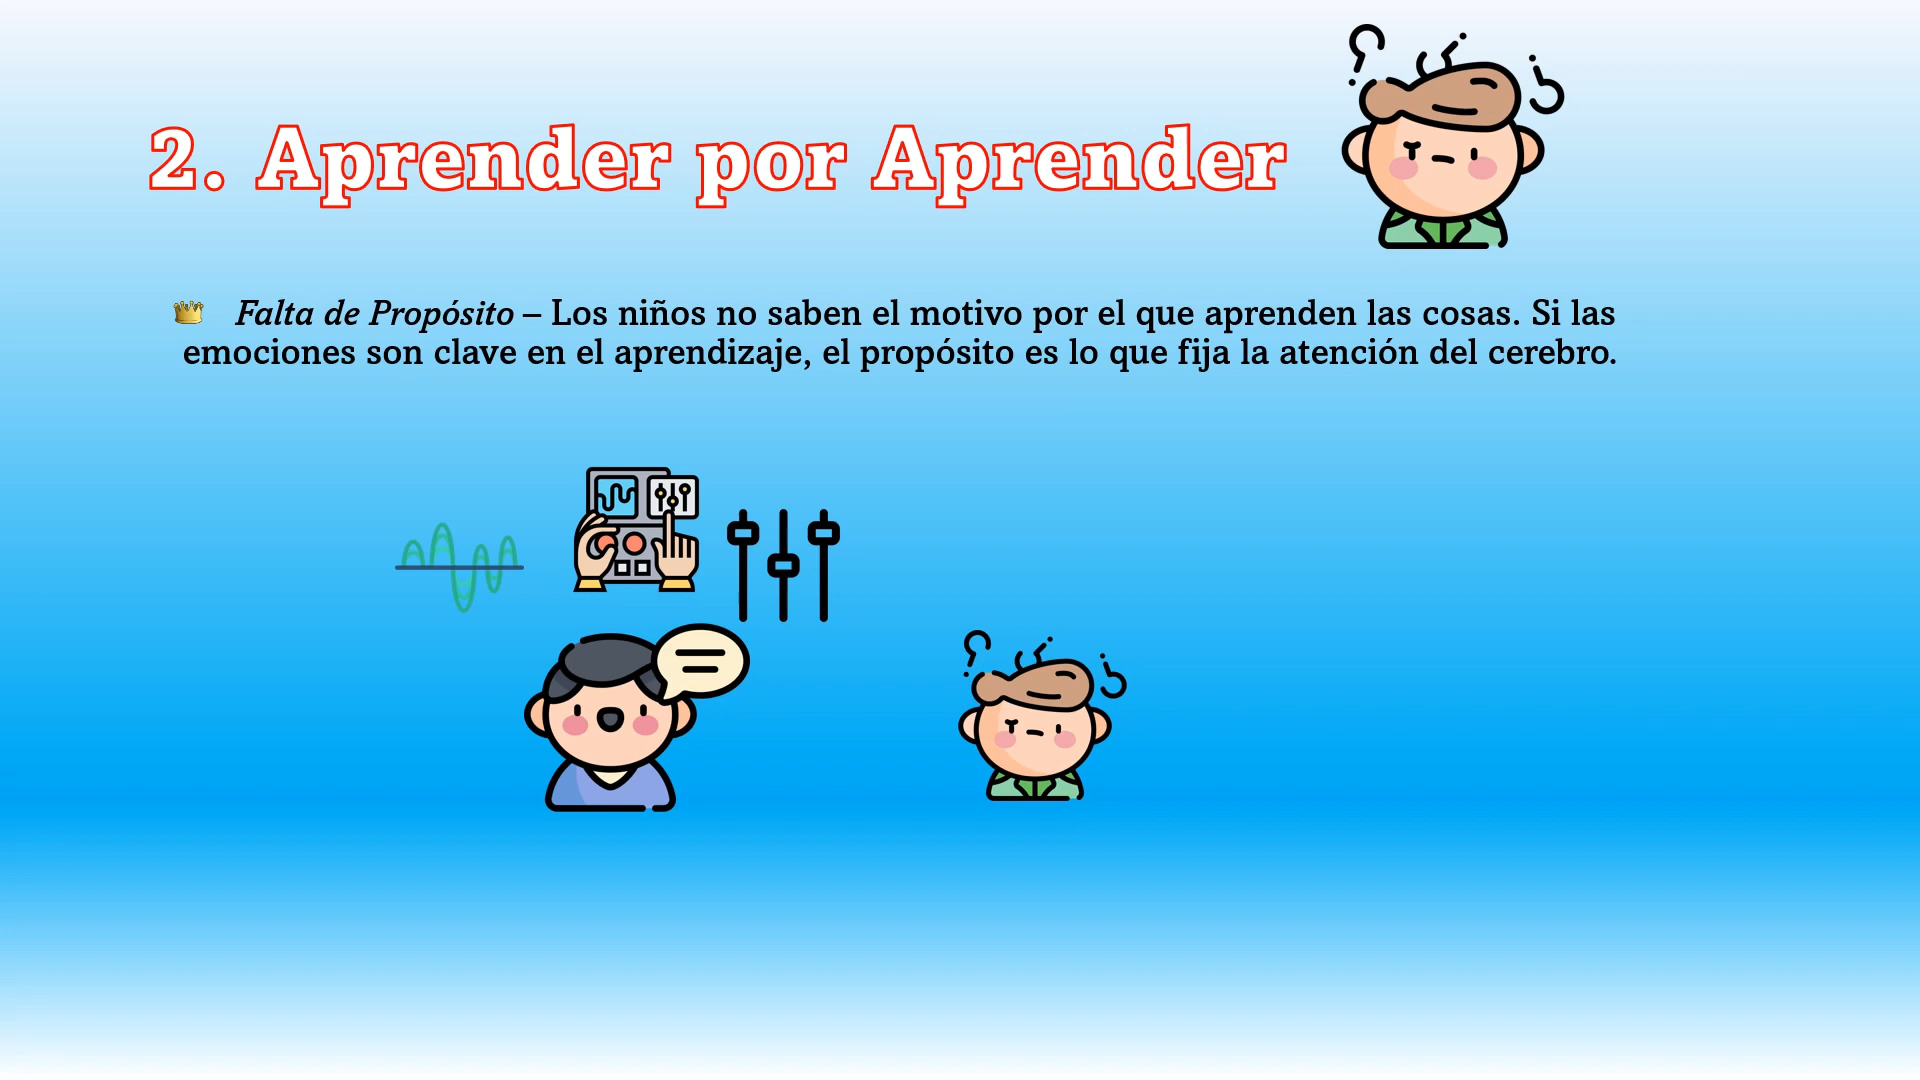 2. Aprender por Aprender
Falta de Propósito – Los niños no saben el motivo por el que aprenden las cosas. Si las
emociones son clave en el aprendizaje, el propósito es lo que fija la atención del cerebro.